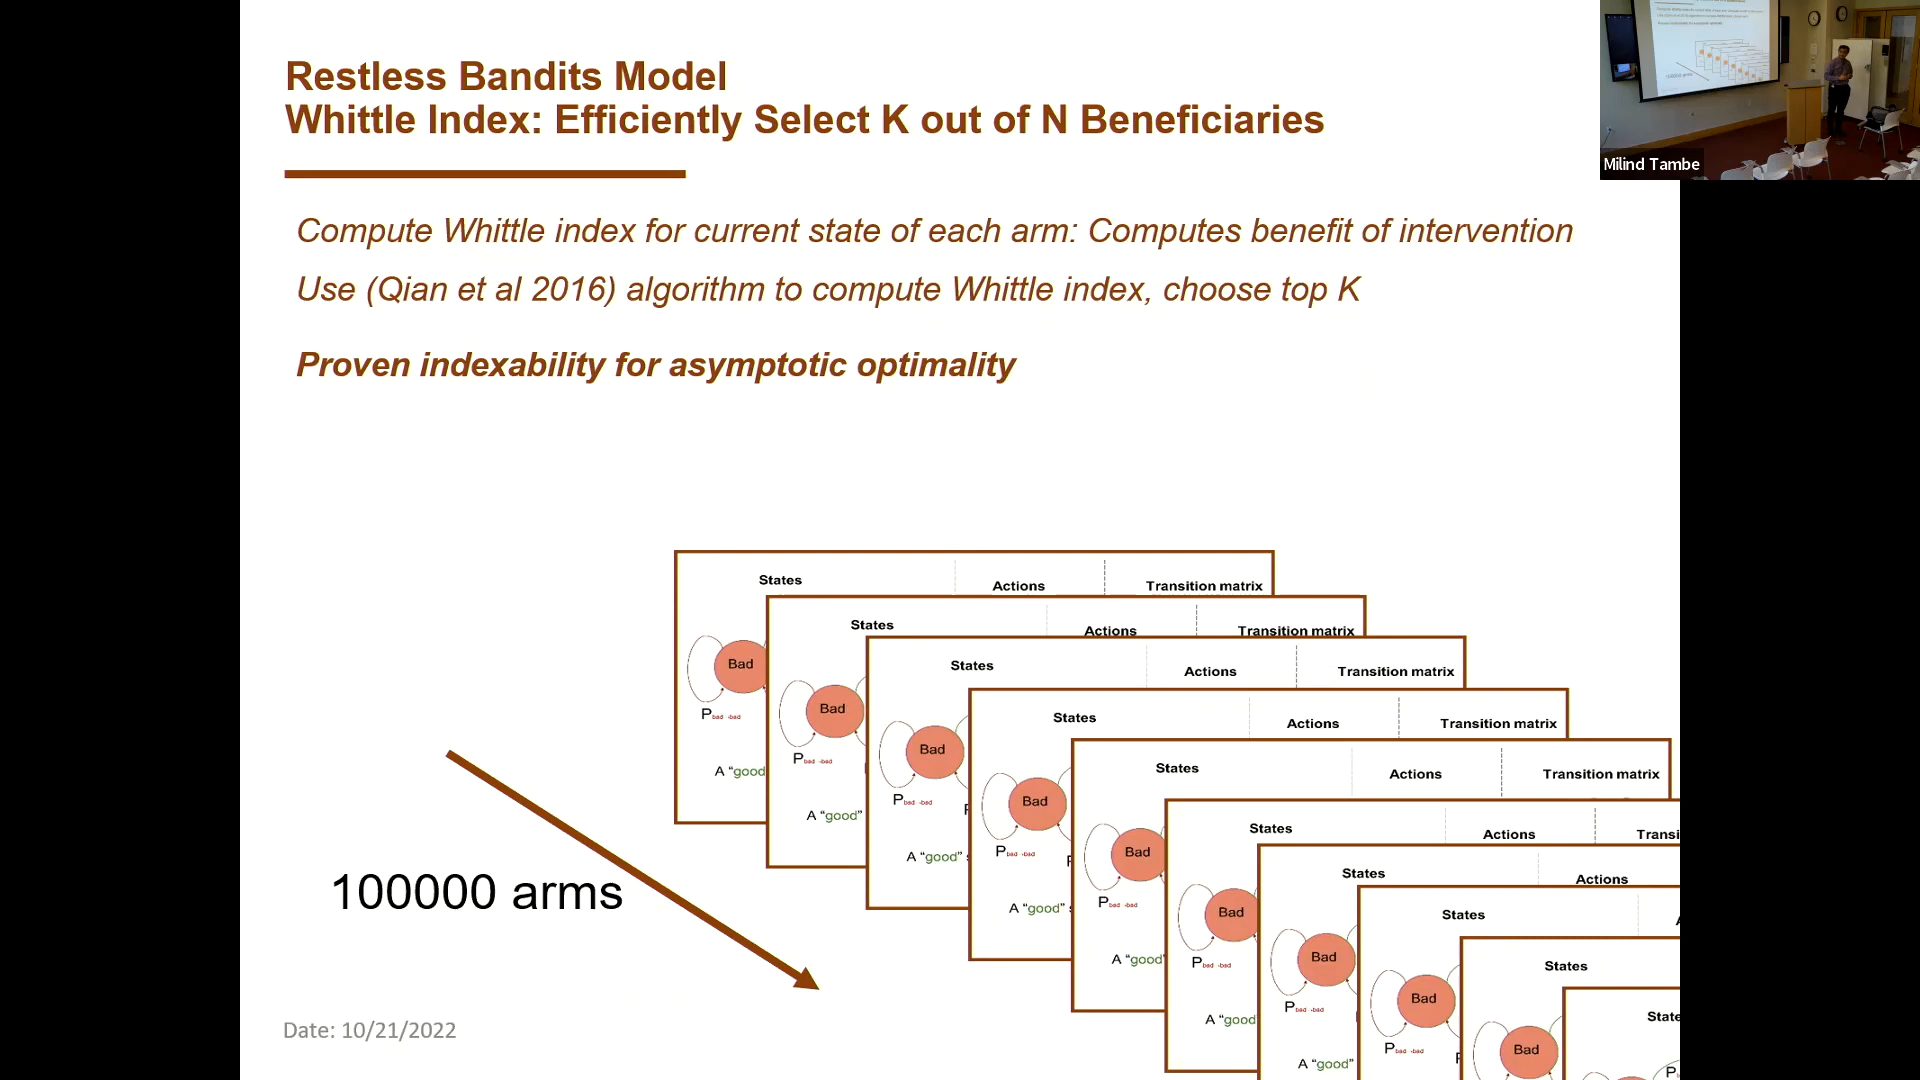 Restless Bandits Model
Whittle Index: Efficiently Select K out of N Beneficiaries
Milind Tambe
Compute Whittle index for current state of each arm: Computes benefit of intervention
Use (Qian et al 2016) algorithm to compute Whittle index, choose top K
Proven indexability for asymptotic optimality
States Actions Transition matrix
Bad
P bad -bad
A “good
States Actions Transition matrix
Bad
P bad -bad
A “good”
States Actions Transition matrix
Bad
P bad -bad
A “good”
States Actions Transition matrix
Bad
P bad -bad
A “good”
States Actions Transition matrix
Bad
P bad -bad
A “good”
States Actions Transi
Bad
P bad -bad
A “good
States Actions
Bad
P bad -bad
A “good”
States
Bad
P bad -bad
States
Bad
State
P
100000 arms
Date: 10/21/2022